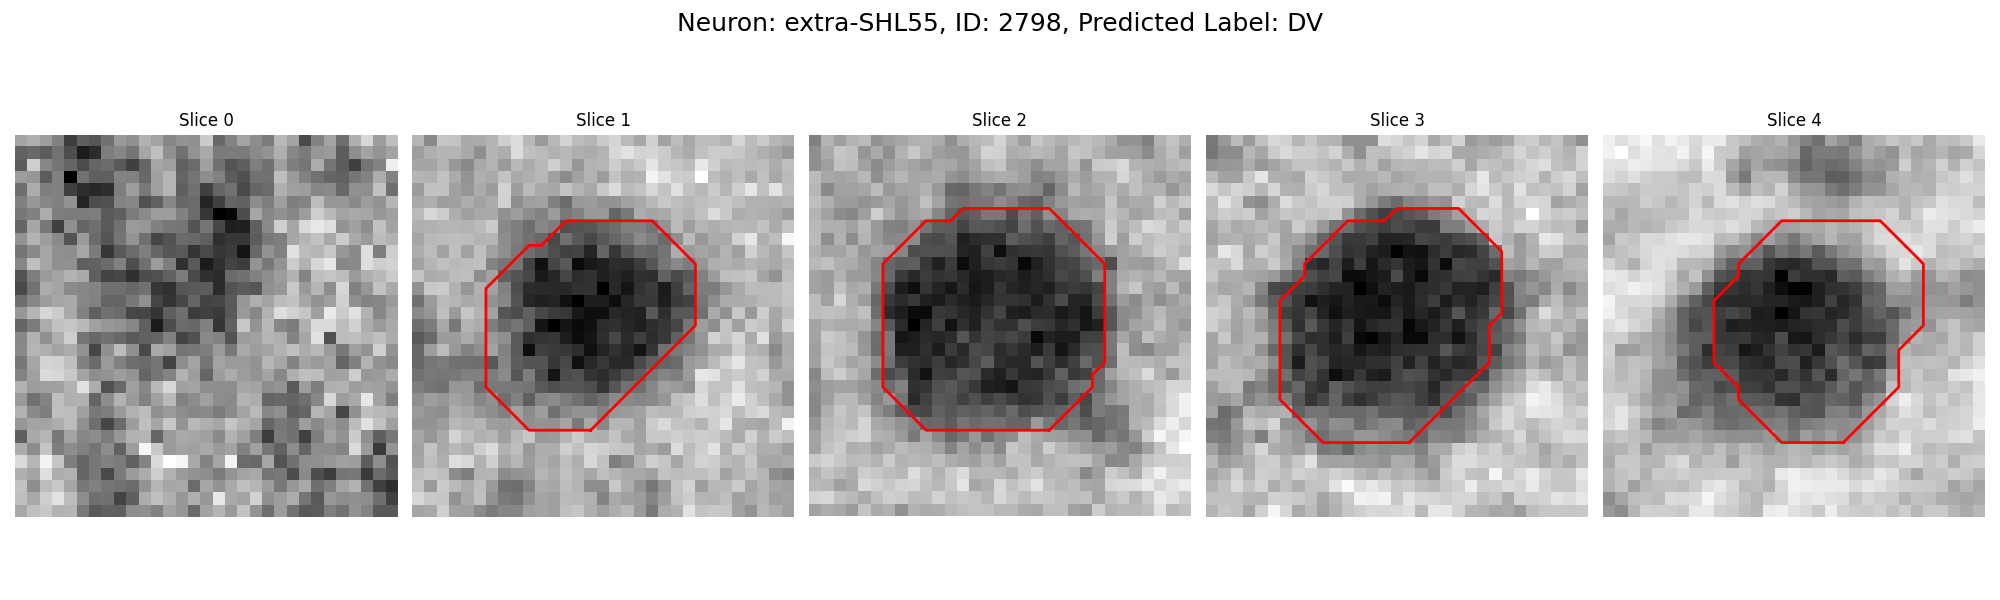 Neuron: extra-SHL55, ID: 2798, Predicted Label: DV
Slice 0
Slice 1
Slice 2
Slice 3
Slice 4